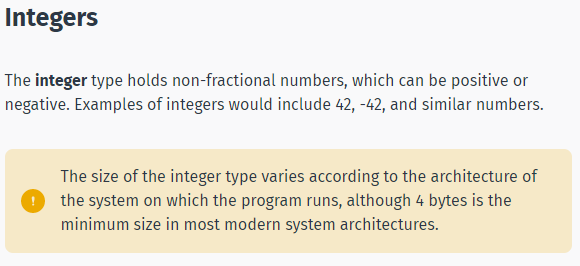 Integers
The integer type holds non-fractional numbers, which can be positive or
negative. Examples of integers would include 42, -42, and similar numbers.
The size of the integer type varies according to the architecture of
the system on which the program runs, although 4 bytes is the
minimum size in most modern system architectures.